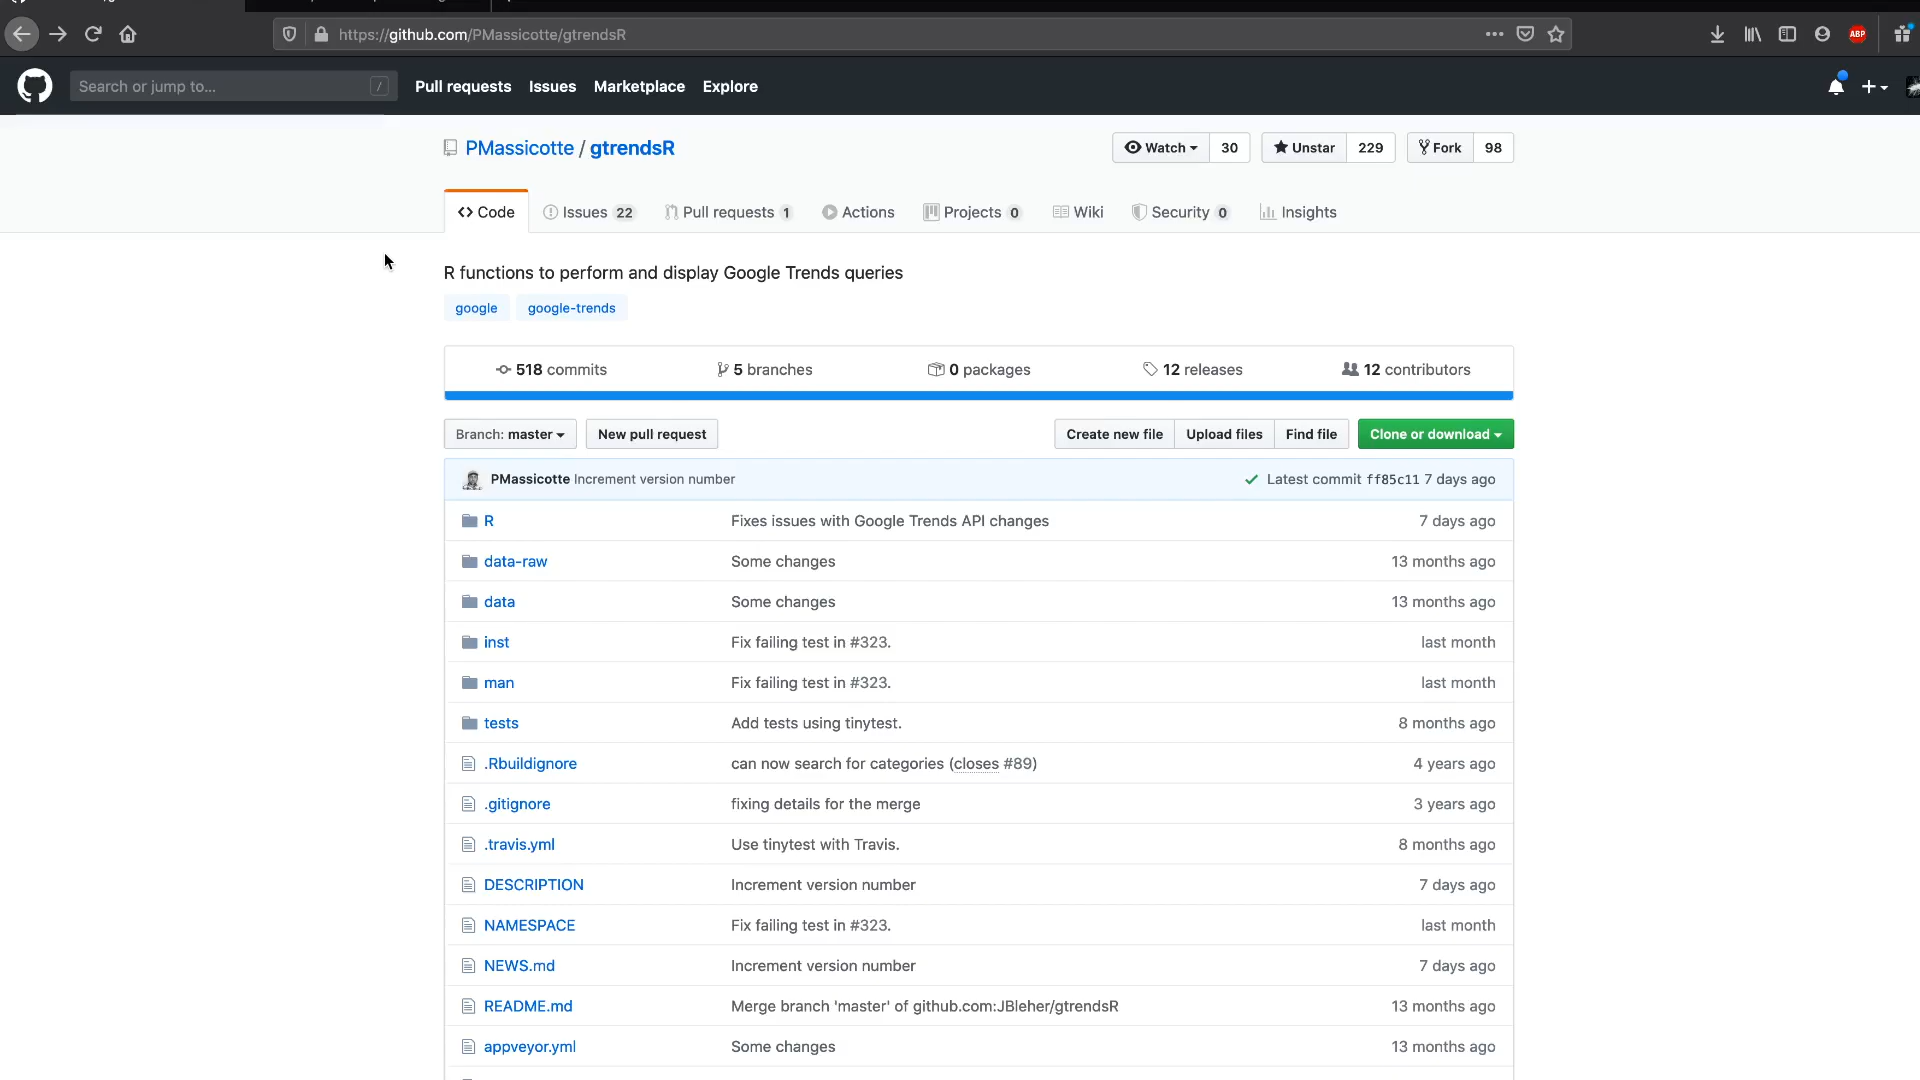 https://github.com/PMassicotte/gtrendsR
ABP
Search or jump to... / Pull requests Issues Marketplace Explore
PMassicotte / gtrendsR Watch 30 Unstar 229 Fork 98
Code Issues 22 Pull requests 1 Actions Projects 0 Wiki Security 0 Insights
R functions to perform and display Google Trends queries
google google-trends
518 commits 5 branches 0 packages 12 releases 12 contributors
Branch: master New pull request Create new file Upload files Find file Clone or download
PMassicotte Increment version number Latest commit ff85c11 7 days ago
R Fixes issues with Google Trends API changes 7 days ago
data-raw Some changes 13 months ago
data Some changes 13 months ago
inst Fix failing test in #323. last month
man Fix failing test in #323. last month
tests Add tests using tinytest. 8 months ago
.Rbuildignore can now search for categories (closes #89) 4 years ago
.gitignore fixing details for the merge 3 years ago
.travis.yml Use tinytest with Travis. 8 months ago
DESCRIPTION Increment version number 7 days ago
NAMESPACE Fix failing test in #323. last month
NEWS.md Increment version number 7 days ago
README.md Merge branch 'master' of github.com:JBleher/gtrendsR 13 months ago
appveyor.yml Some changes 13 months ago